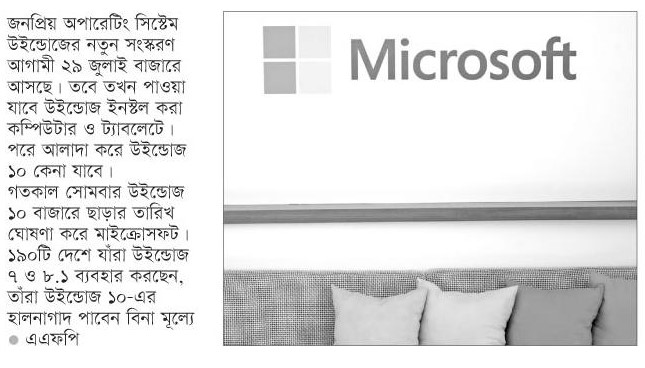 জনপ্রিয় অপারেটিং সিস্টেম
উইন্ডোজের নতুন সংস্করণ
আগামী ২৯ জুলাই বাজারে
আসছে। তবে তখন পাওয়া
যাবে উইন্ডোজ ইনস্টল করা
কম্পিউটার ও ট্যাবলেটে।
পরে আলাদা করে উইন্ডোজ
১০ কেনা যাবে।
গতকাল সোমবার উইন্ডোজ
১০ বাজারে ছাড়ার তারিখ
ঘোষণা করে মাইক্রোসফট।
১৯০টি দেশে যাঁরা উইন্ডোজ
৭ ও ৮.১ ব্যবহার করছেন,
তাঁরা উইন্ডোজ ১০-এর
হালনাগাদ পাবেন বিনা মূল্যে
● এএফপি
Microsoft